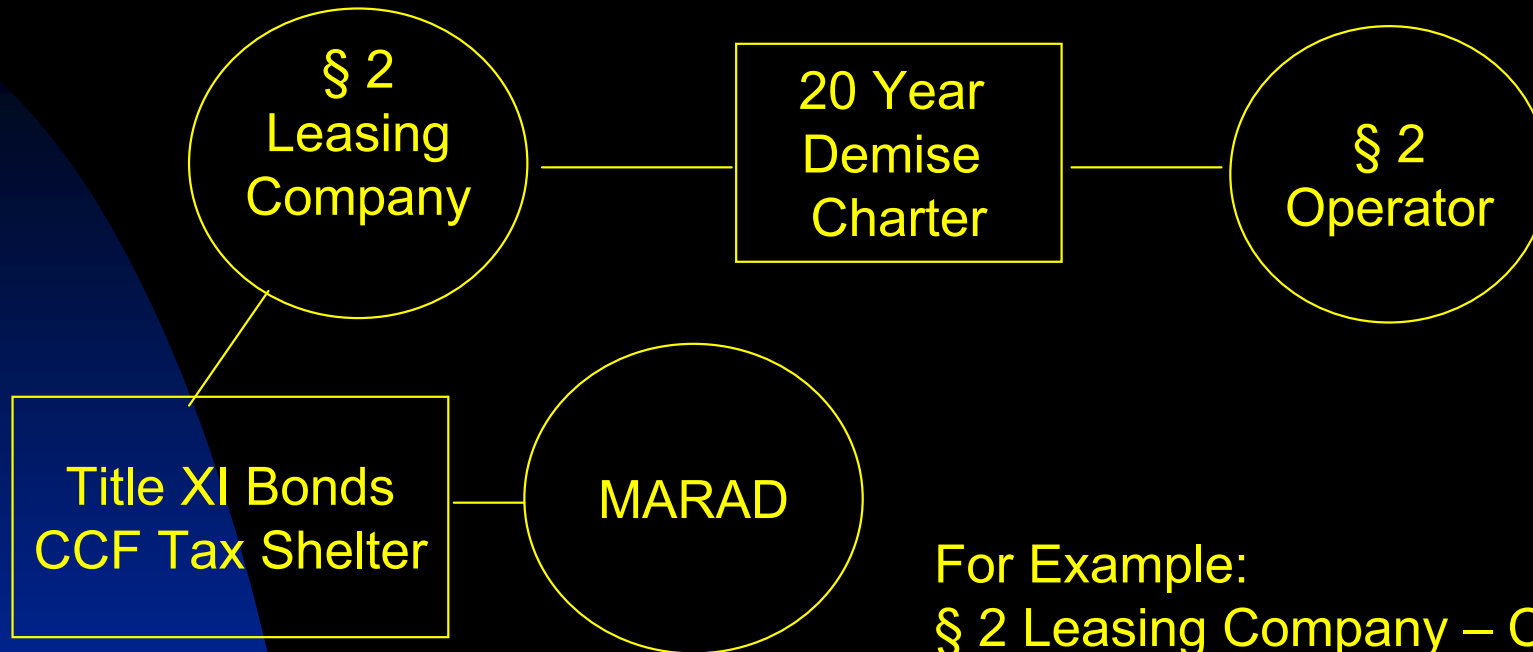 § 2
Leasing
Company
20 Year
Demise
Charter
§ 2
Operator
Title XI Bonds
CCF Tax Shelter
MARAD
For Example:
§ 2 Leasing Company –